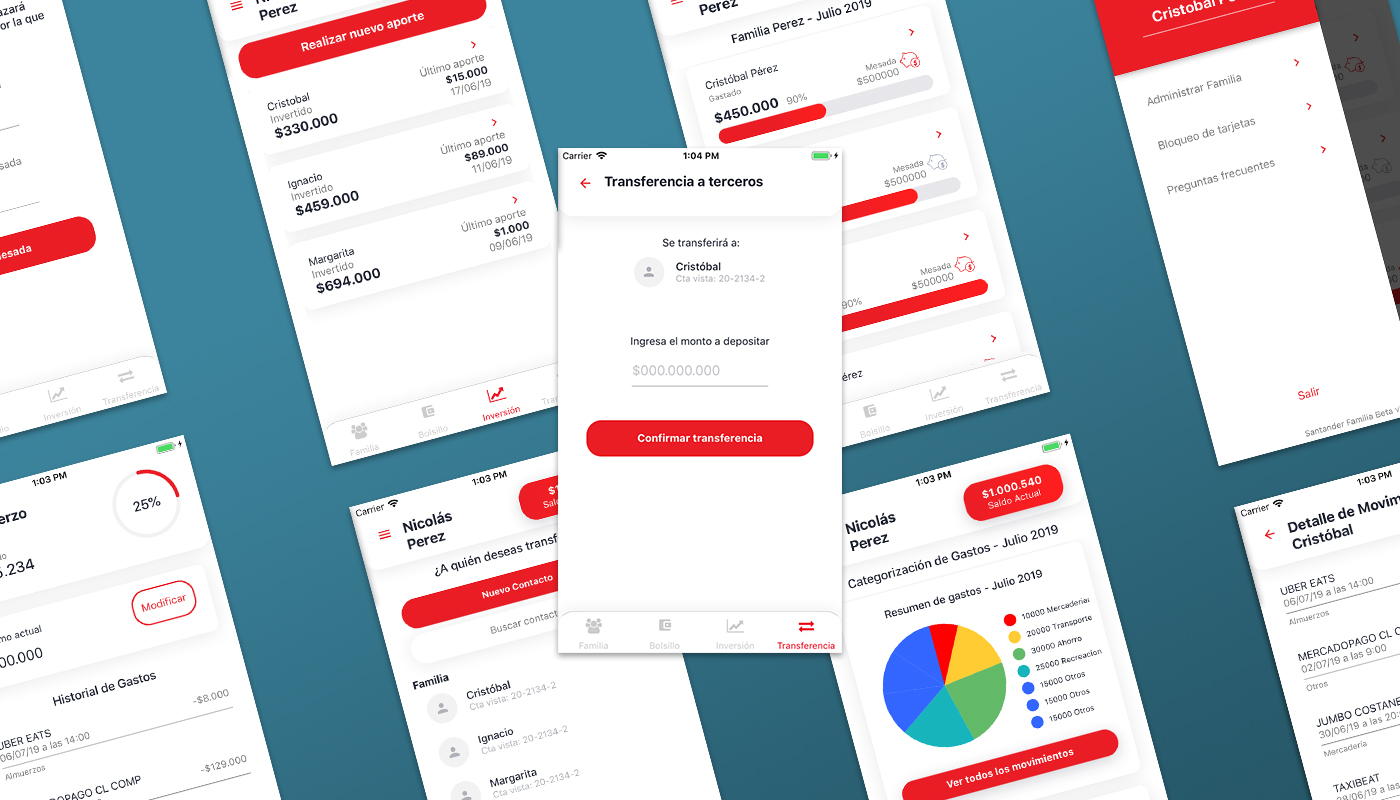 or la que
esada
esada
Inversión
Transferencia
Perez
Realizar nuevo aporte
Cristobal
Invertido
$330.000
Último aporte
$15.000
17/06/19
Ignacio
Invertido
$459.000
Último aporte
$89.000
11/06/19
Margarita
Invertido
$694.000
Último aporte
$1.000
09/06/19
Familia
Bolsillo
Inversión
Perez
Familia Perez - Julio 2019
Cristóbal Pérez
Gastado
$450.000 90%
Mesada
$500000
Mesada
$500000
Mesada
$500000
90%
érez
Bolsillo
Inversión
Transferencia
Administrar Familia
Bloqueo de tarjetas
Preguntas frecuentes
Salir
Santander Familia Beta v
Carrier 1:04 PM
Transferencia a terceros
Se transferirá a:
Cristóbal
Cta vista: 20-2134-2
Ingresa el monto a depositar
$000.000.000
Confirmar transferencia
Familia
Bolsillo
Inversión
Transferencia
1:03 PM
erzo
25%
5.234
mo actual
00.000
Modificar
Historial de Gastos
UBER EATS
06/07/19 a las 14:00
-$8.000
Almuerzos
OPAGO CL COMP
-$129.000
Carrier 1:03 PM
Nicolás
Perez
¿A quién deseas transf
Nuevo Contacto
Buscar contac
Familia
Cristóbal
Cta vista: 20-2134-2
Ignacio
Cta vista: 20-2134-2
Margarita
Cta vista: 20-2134-2
1:03 PM
Nicolás
Perez
$1.000.540
Saldo Actual
Categorización de Gastos - Julio 2019
Resumen de gastos - Julio 2019
10000 Mercaderia
20000 Transporte
30000 Ahorro
25000 Recreacion
15000 Otros
15000 Otros
15000 Otros
Ver todos los movimientos
Carrier 1:03 PM
Detalle de Movim
Cristóbal
UBER EATS
06/07/19 a las 14:00
Almuerzos
MERCADOPAGO CL C
02/07/19 a las 9:00
Otros
JUMBO COSTANE
30/06/19 a las 20:
Mercadería
TAXIBEAT
28/06/19 a las